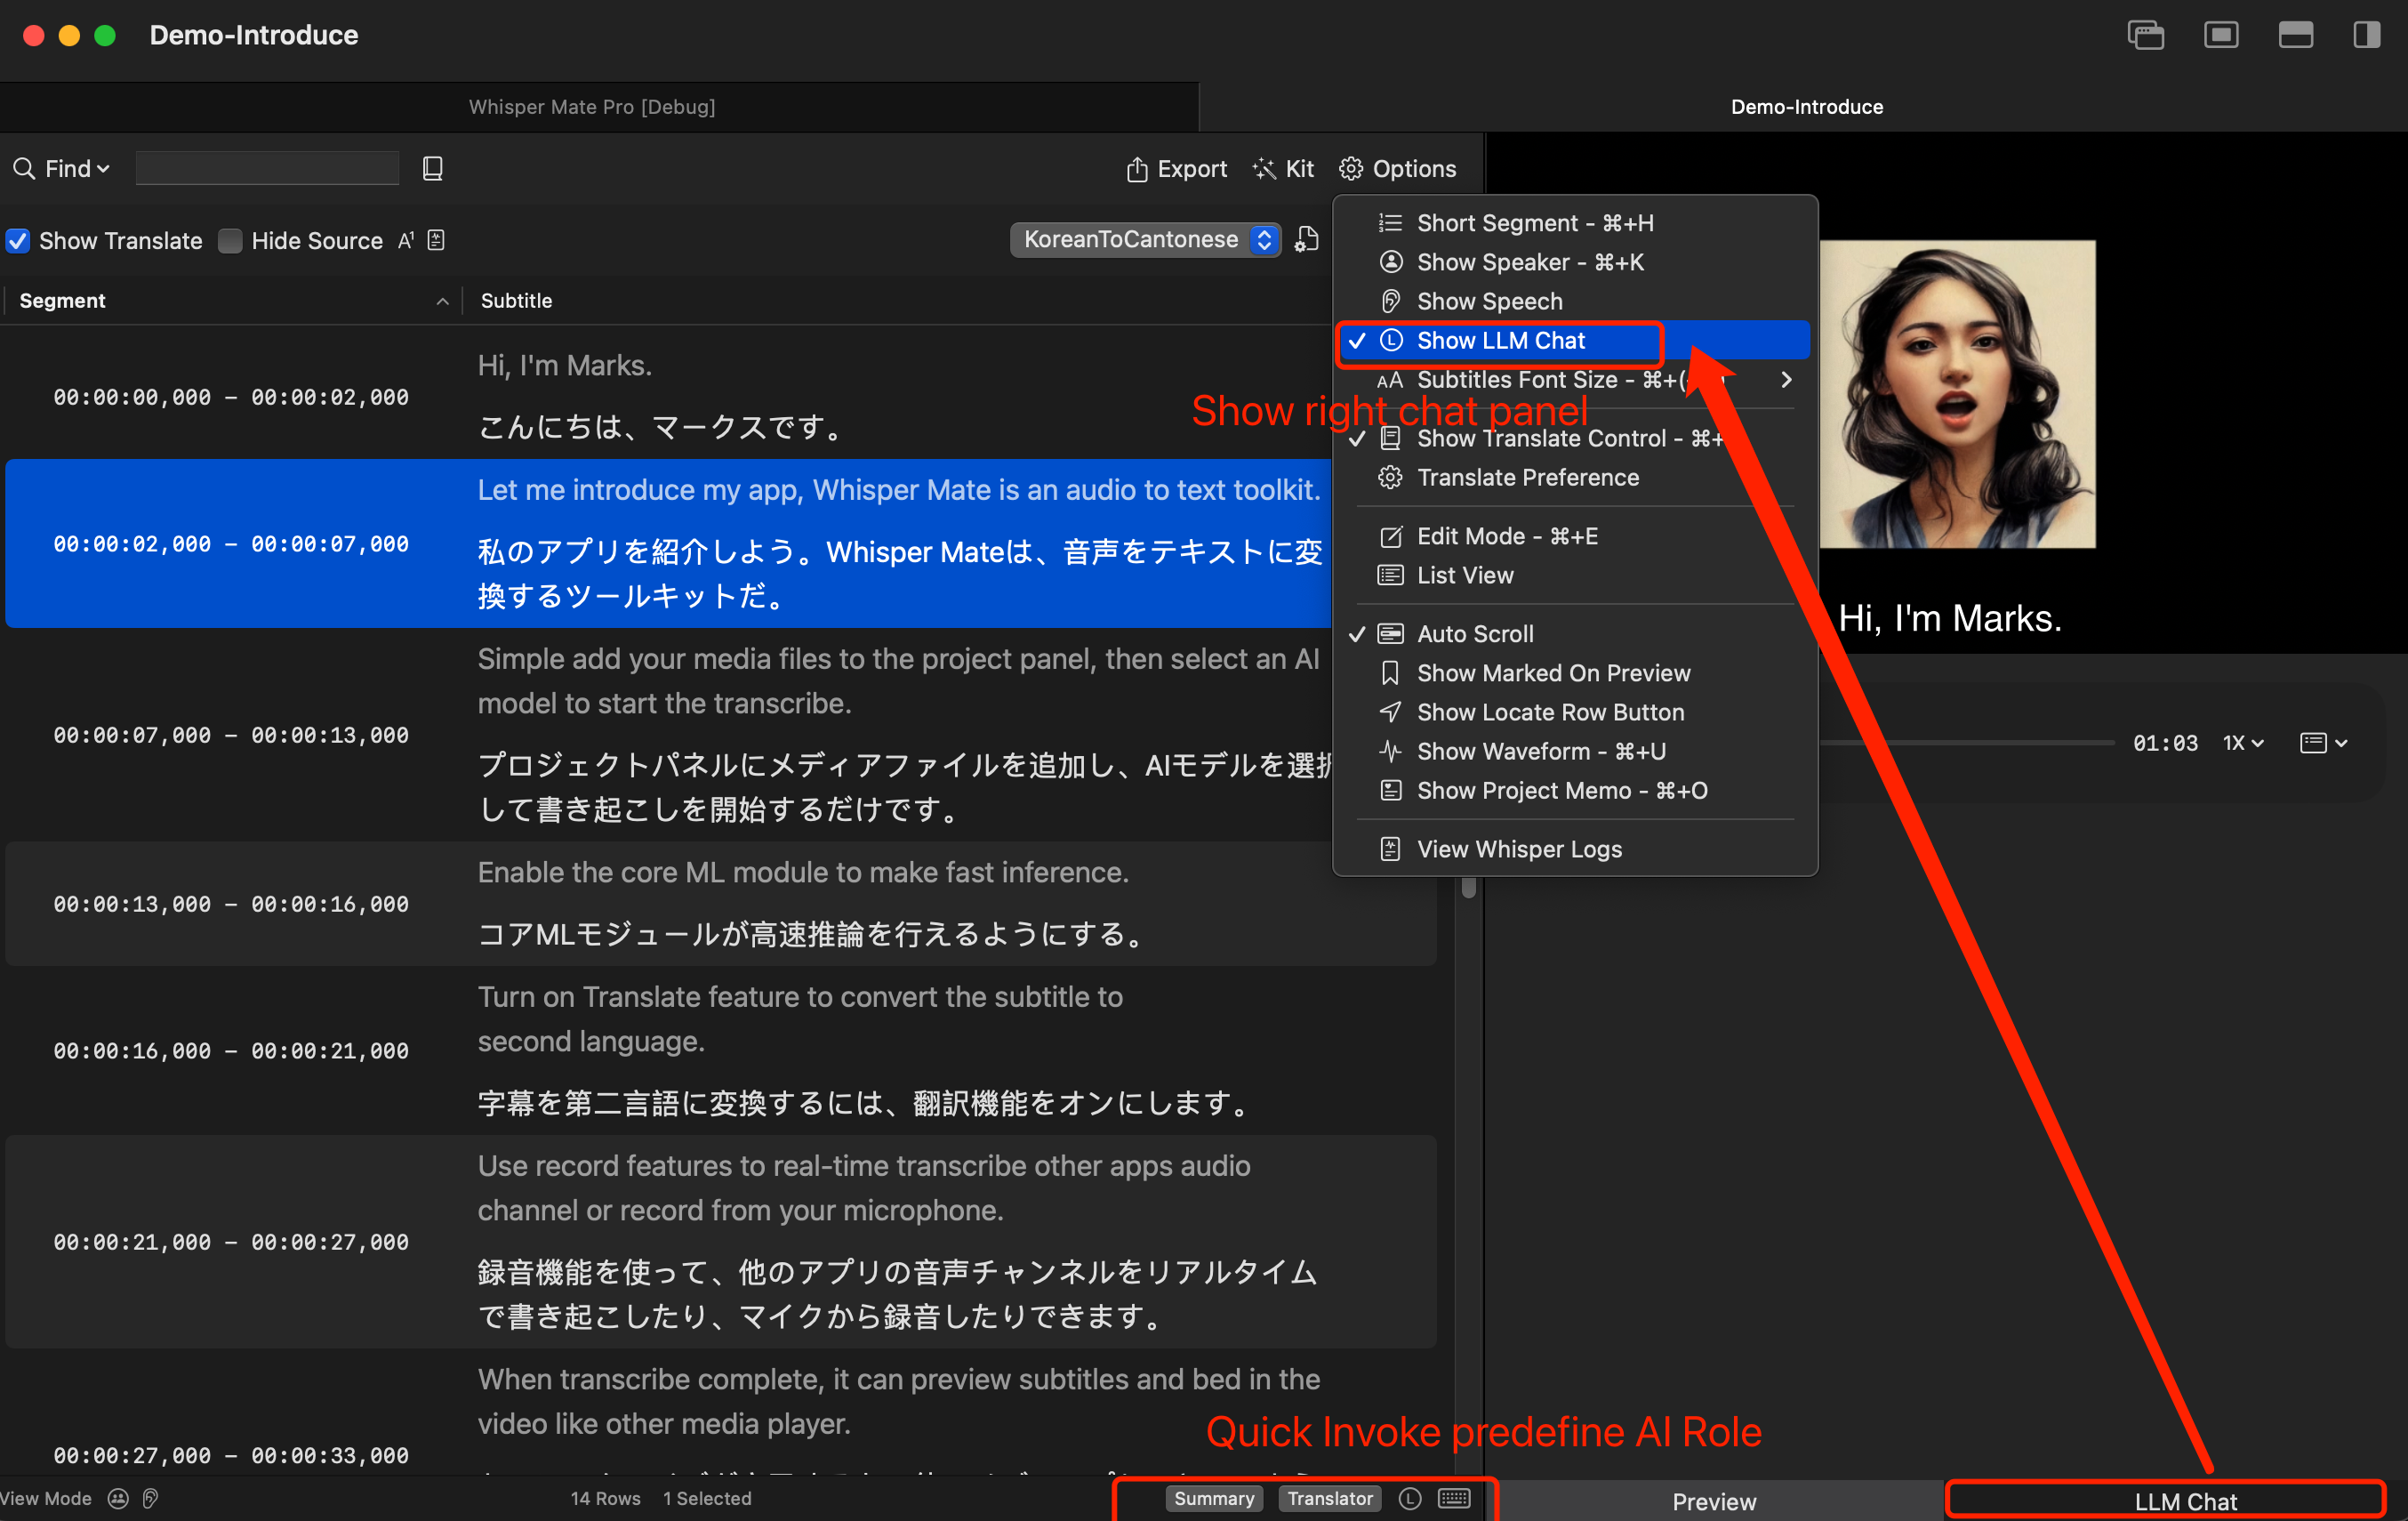 Demo-Introduce
Whisper Mate Pro [Debug]
Demo-Introduce
Find
Export
Kit
Options
Show Translate
Hide Source
KoreanToCantonese
Segment
Subtitle
00:00:00,000 – 00:00:02,000
Hi, I'm Marks.
こんにちは、マークスです。
00:00:02,000 – 00:00:07,000
Let me introduce my app, Whisper Mate is an audio to text toolkit.
私のアプリを紹介しよう。Whisper Mateは、音声をテキストに変
換するツールキットだ。
00:00:07,000 – 00:00:13,000
Simple add your media files to the project panel, then select an AI
model to start the transcribe.
プロジェクトパネルにメディアファイルを追加し、AIモデルを選択
して書き起こしを開始するだけです。
00:00:13,000 – 00:00:16,000
Enable the core ML module to make fast inference.
コアMLモジュールが高速推論を行えるようにする。
00:00:16,000 – 00:00:21,000
Turn on Translate feature to convert the subtitle to
second language.
字幕を第二言語に変換するには、翻訳機能をオンにします。
00:00:21,000 – 00:00:27,000
Use record features to real-time transcribe other apps audio
channel or record from your microphone.
録音機能を使って、他のアプリの音声チャンネルをリアルタイム
で書き起こしたり、マイクから録音したりできます。
00:00:27,000 – 00:00:33,000
When transcribe complete, it can preview subtitles and bed in the
video like other media player.
Short Segment - ⌘+H
Show Speaker - ⌘+K
Show Speech
Show LLM Chat
Subtitles Font Size - ⌘+(
Show right chat panel
Show Translate Control - ⌘+
Translate Preference
Edit Mode - ⌘+E
List View
Auto Scroll
Show Marked On Preview
Show Locate Row Button
Show Waveform - ⌘+U
Show Project Memo - ⌘+O
View Whisper Logs
Hi, I'm Marks.
01:03
1X
Quick Invoke predefine AI Role
View Mode
14 Rows
1 Selected
Summary
Translator
Preview
LLM Chat